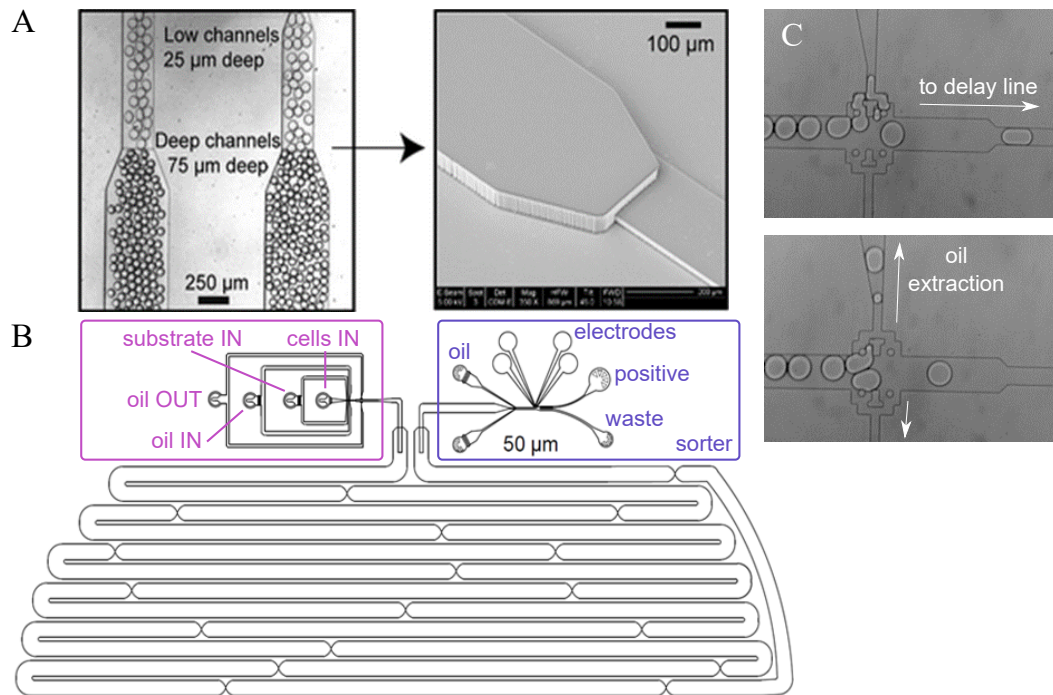 A
Low channels
25 µm deep
Deep channels
75 µm deep
250 µm
100 µm
B
substrate IN
cells IN
oil OUT
oil IN
oil
electrodes
positive
waste
50 µm
sorter
C
to delay line
oil
extraction